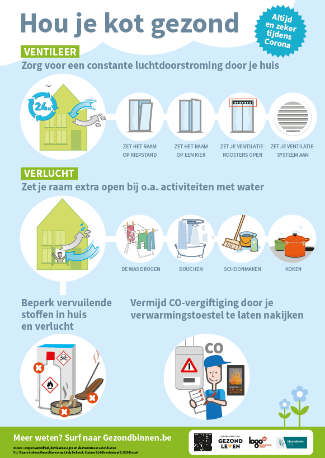 Hou je kot gezond
Altijd
en zeker
tijdens
Corona
VENTILEER
Zorg voor een constante luchtdoorstroming door je huis
24u
ZET HET RAAM
OP KIEPSTAND
ZET HET RAAM
OP EEN KIER
ZET JE VENTILATIE
ROOSTERS OPEN
ZET JE VENTILATIE
SYSTEEM AAN
VERLUCHT
Zet je raam extra open bij o.a. activiteiten met water
DE WAS DROGEN
DOUCHEN
SCHOONMAKEN
KOKEN
Beperk vervuilende
stoffen in huis
en verlucht
Vermijd CO-vergiftiging door je
verwarmingstoestel te laten nakijken
CO
Meer weten? Surf naar Gezondbinnen.be
GEZOND
LEVEN
logo